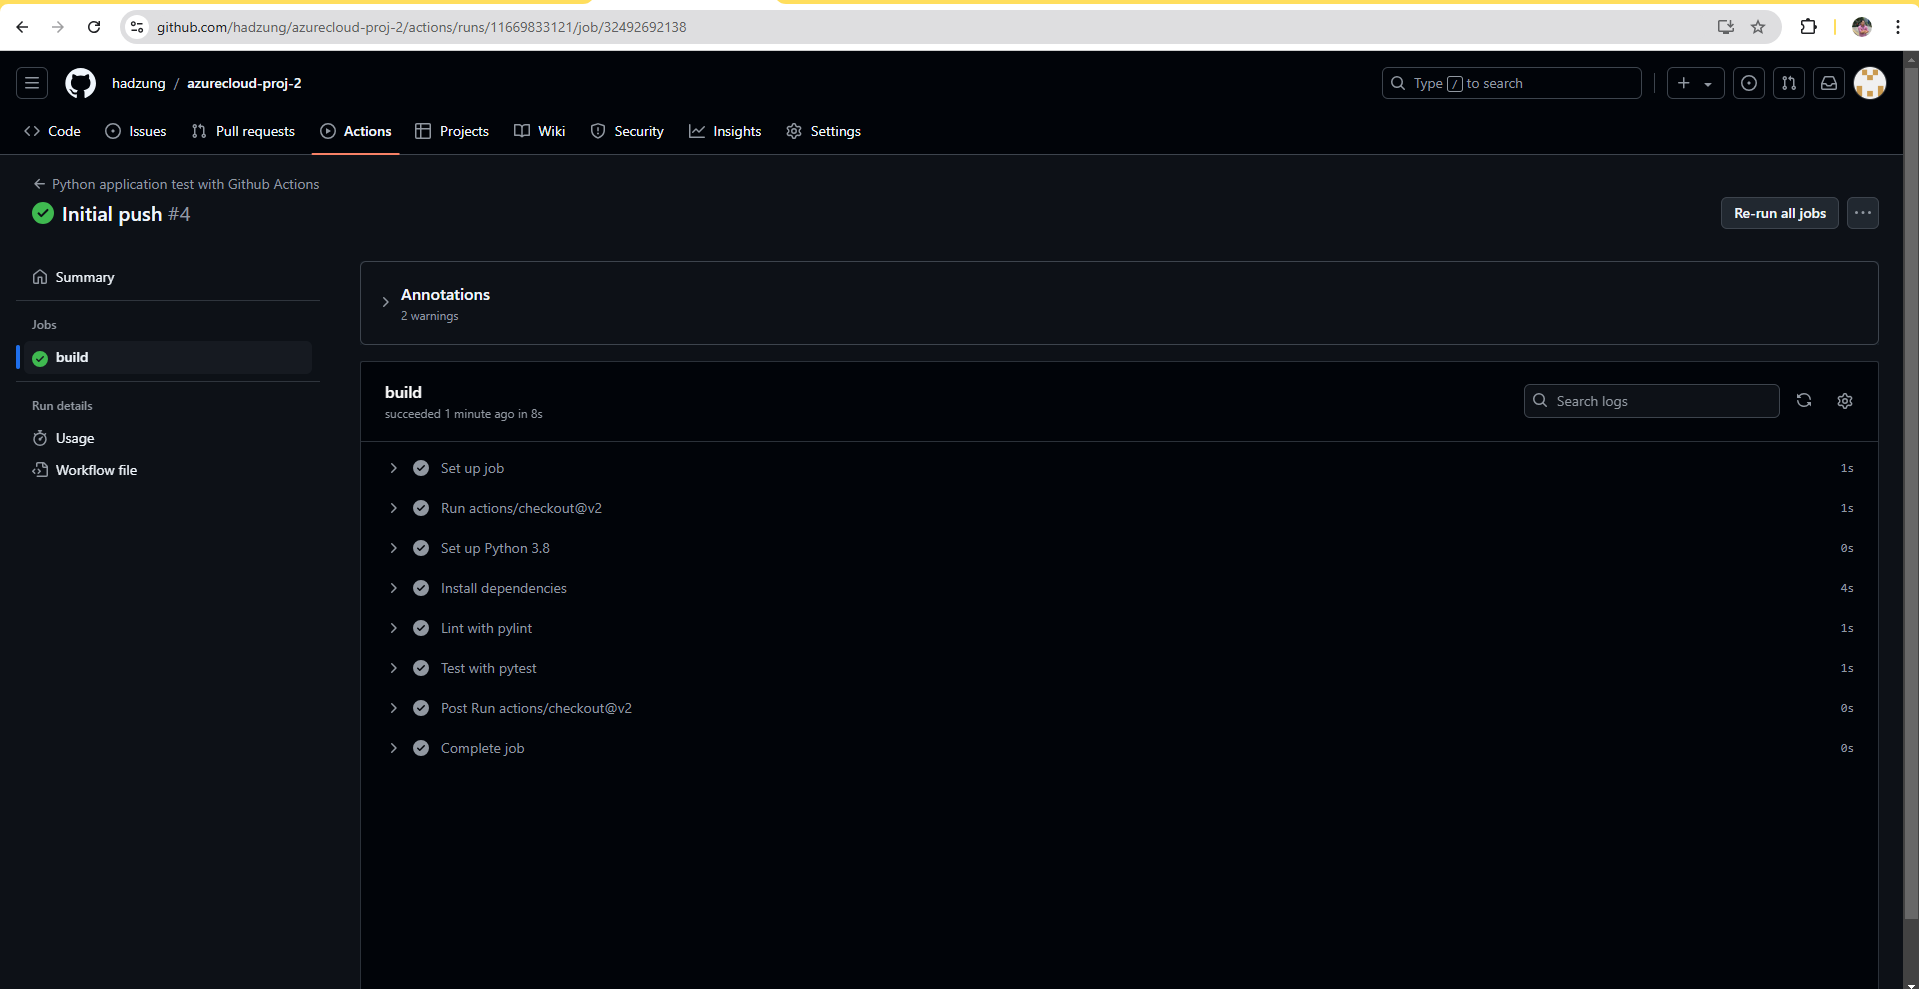 github.com/hadzung/azurecloud-proj-2/actions/runs/11669833121/job/32492692138
hadzung / azurecloud-proj-2
Type / to search
Code Issues Pull requests Actions Projects Wiki Security Insights Settings
Python application test with Github Actions
Initial push #4
Re-run all jobs
Summary
Jobs
build
Run details
Usage
Workflow file
Annotations
2 warnings
build
succeeded 1 minute ago in 8s
Search logs
Set up job 1s
Run actions/checkout@v2 1s
Set up Python 3.8 0s
Install dependencies 4s
Lint with pylint 1s
Test with pytest 1s
Post Run actions/checkout@v2 0s
Complete job 0s